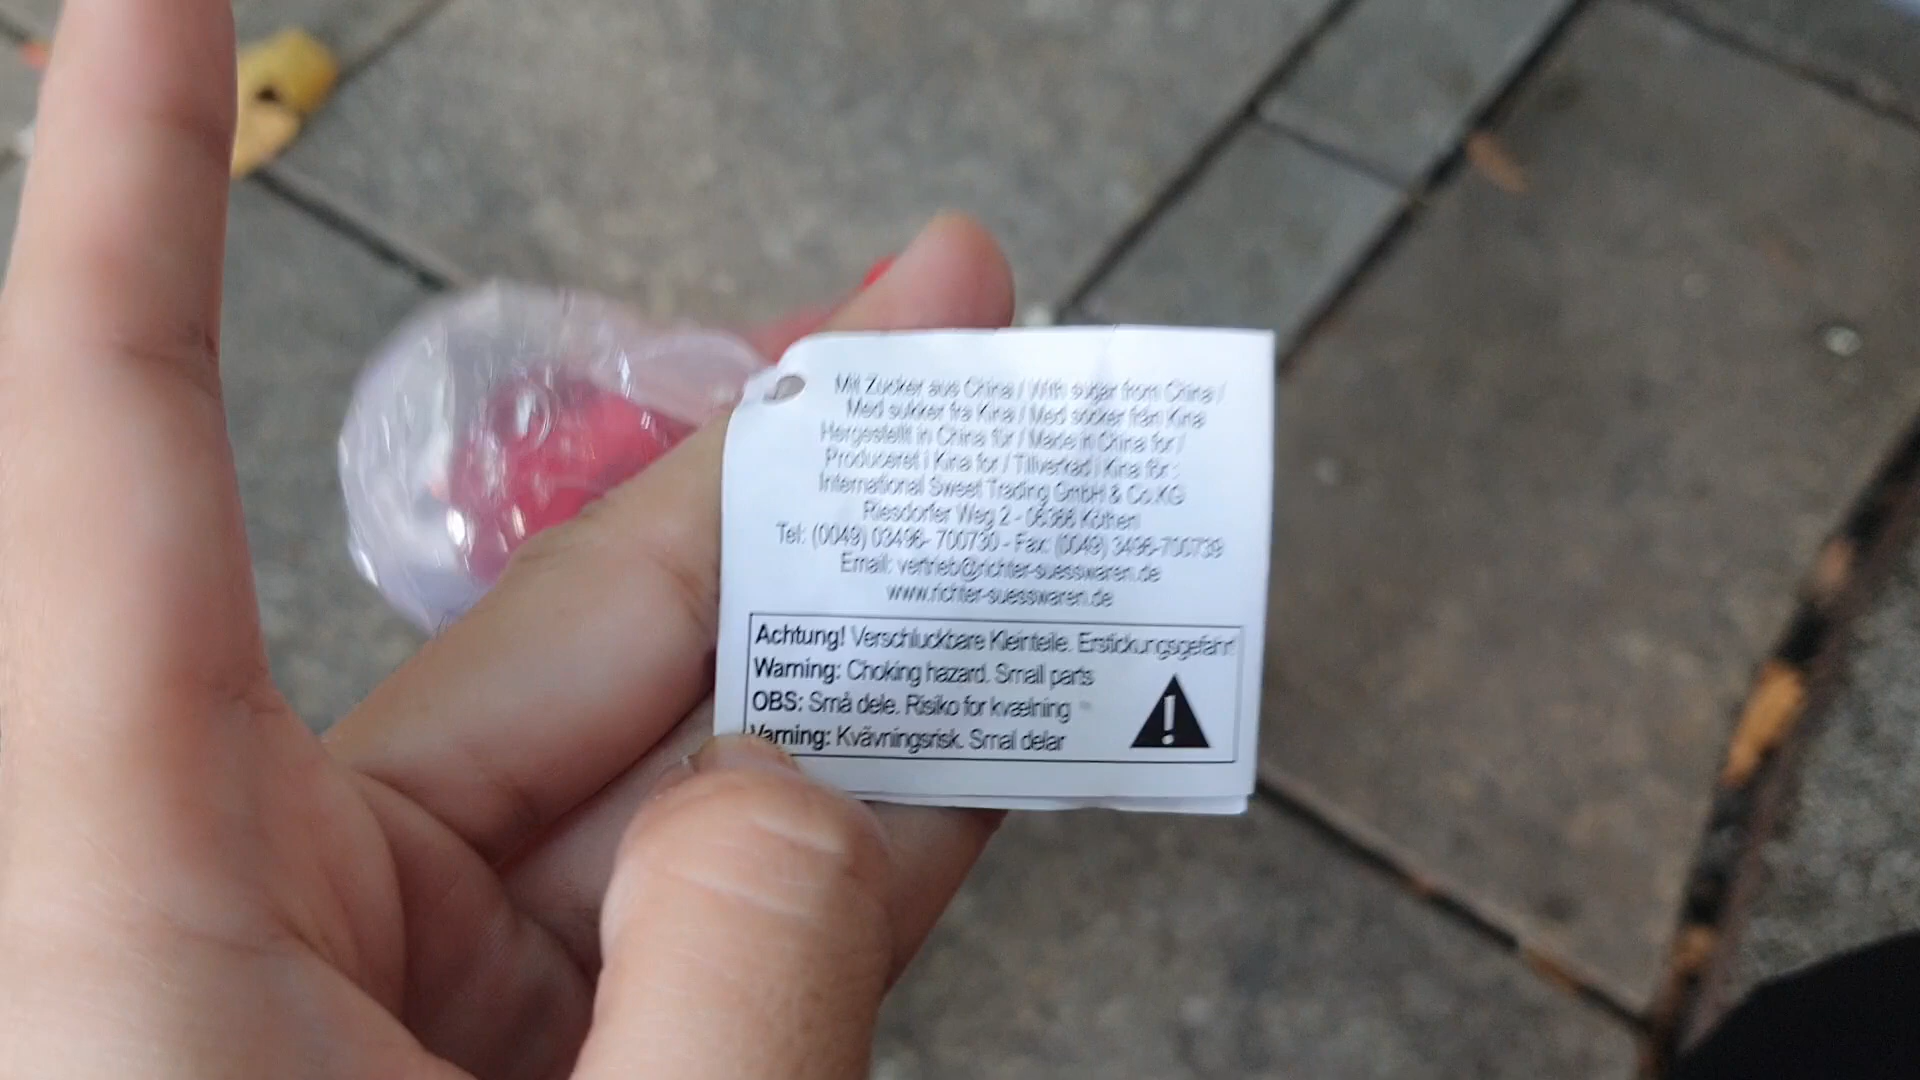 Mit Zucker aus China / With sugar from China /
Med sukker fra Kina / Med socker från Kina
Hergestellt in China für / Made in China for /
Produceret i Kina for / Tillverkad i Kina för :
International Sweet Trading GmbH & Co.KG
Riesdorfer Weg 2 - 06366 Köthen
Tel: (0049) 03496- 700730 - Fax: (0049) 3496-700739
Email: vertrieb@richter-suesswaren.de
www.richter-suesswaren.de
Achtung! Verschluckbare Kleinteile. Erstickungsgefahr!
Warning: Choking hazard. Small parts
OBS: Små dele. Risiko for kvælning
Varning: Kvävningsrisk. Smal delar